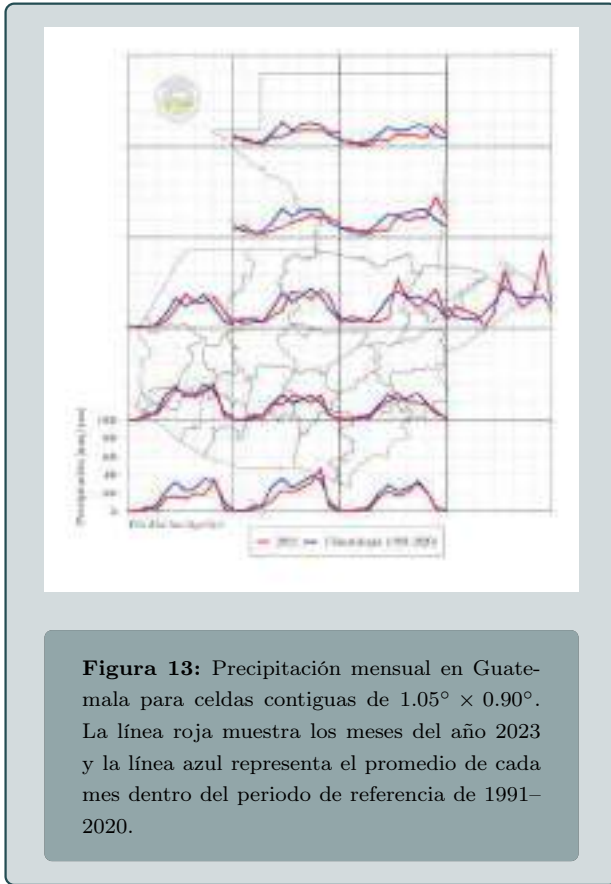 Figura 13: Precipitación mensual en Guate-
mala para celdas contiguas de 1.05° × 0.90°.
La línea roja muestra los meses del año 2023
y la línea azul representa el promedio de cada
mes dentro del periodo de referencia de 1991–
2020.